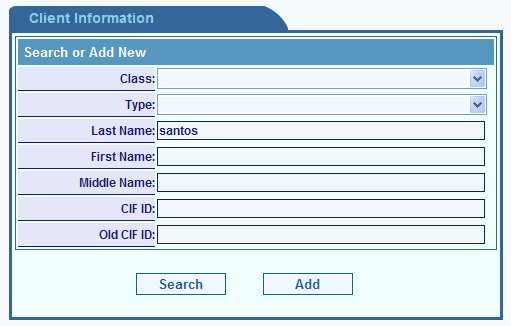 Client Information
Search or Add New
Class:
Type:
Last Name: santos
First Name:
Middle Name:
CIF ID:
Old CIF ID:
Search Add